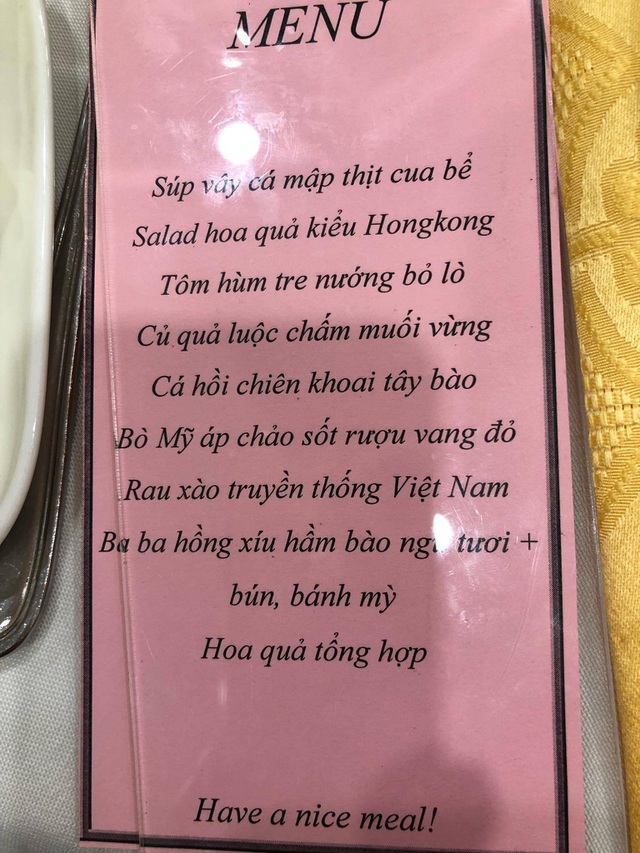 MENU
Súp vây cá mập thịt cua bể
Salad hoa quả kiểu Hongkong
Tôm hùm tre nướng bỏ lò
Củ quả luộc chấm muối vừng
Cá hồi chiên khoai tây bào
Bò Mỹ áp chảo sốt rượu vang đỏ
Rau xào truyền thống Việt Nam
Ba ba hồng xíu hầm bào ngư tươi +
bún, bánh mỳ
Hoa quả tổng hợp
Have a nice meal!